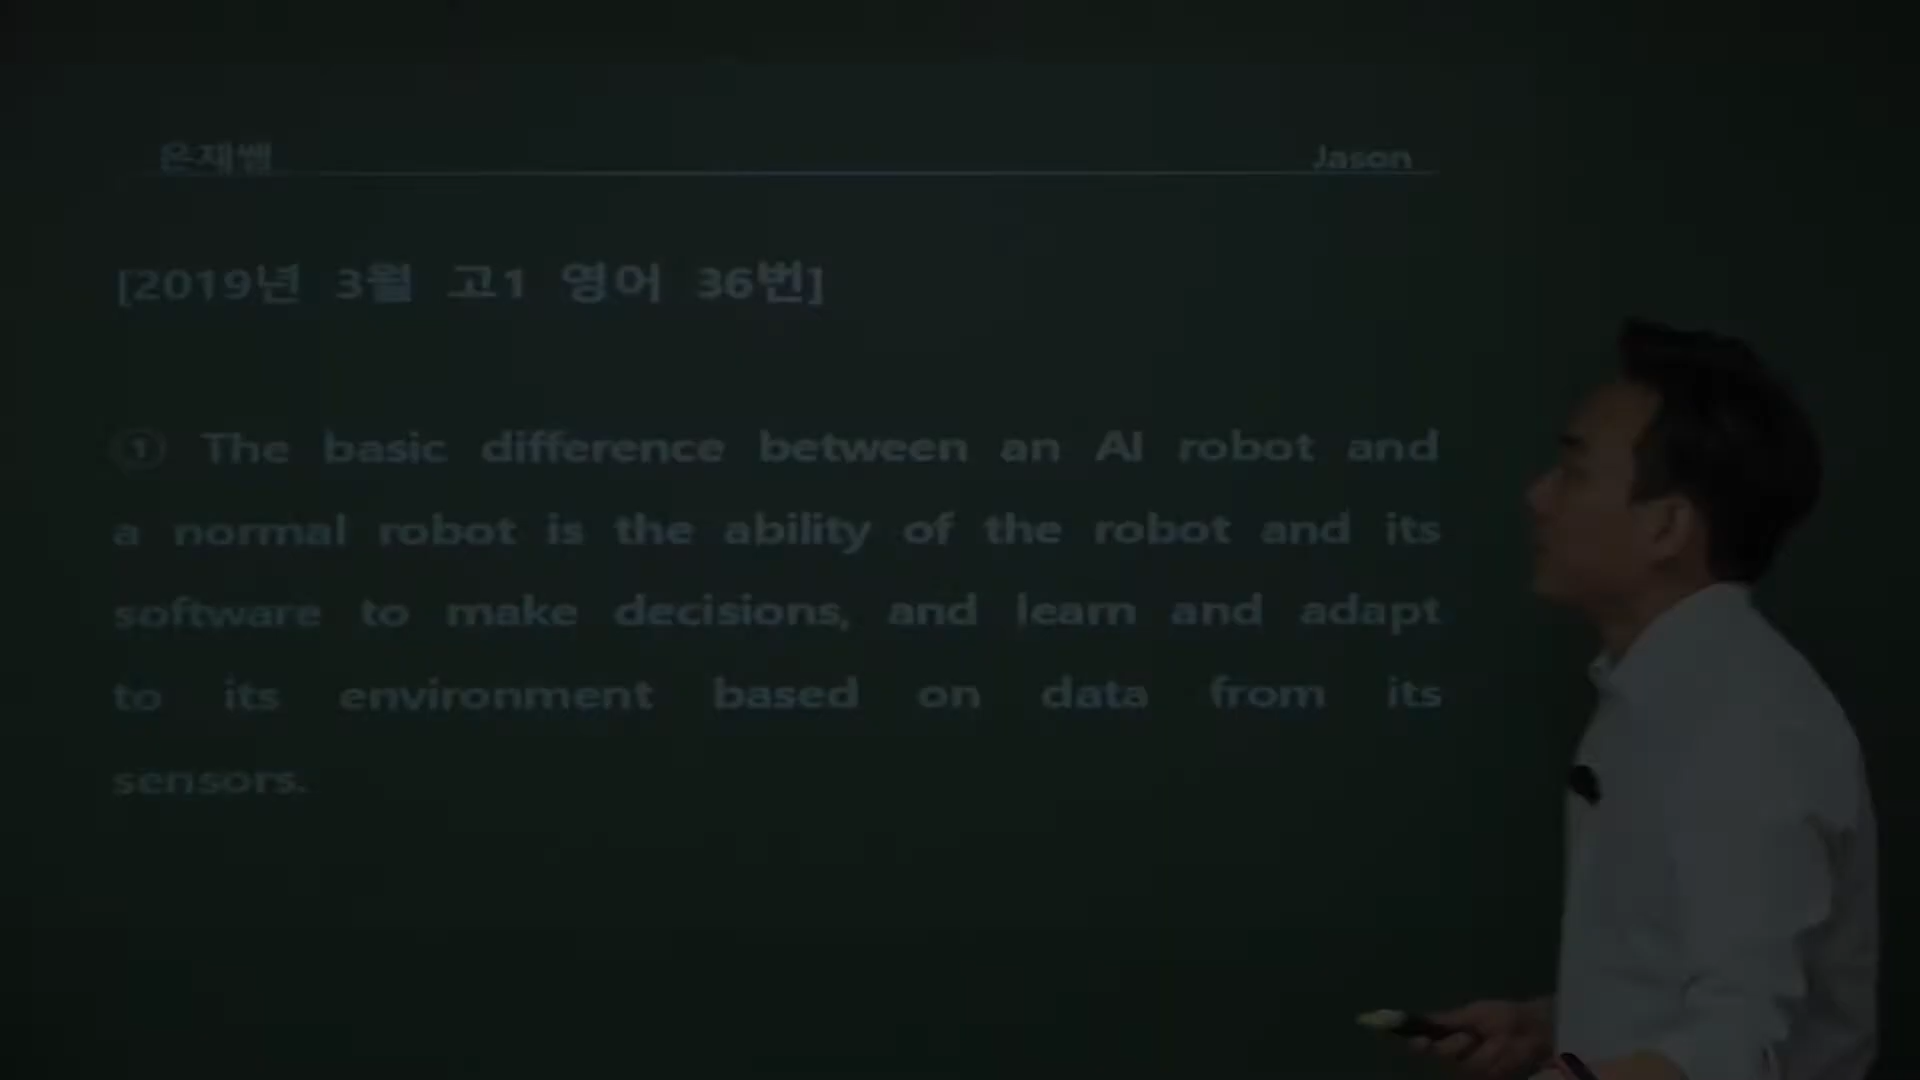 은재쌤
Jason
[2019년 3월 고1 영어 36번]
① The basic difference between an AI robot and
a normal robot is the ability of the robot and its
software to make decisions, and learn and adapt
to its environment based on data from its
sensors.